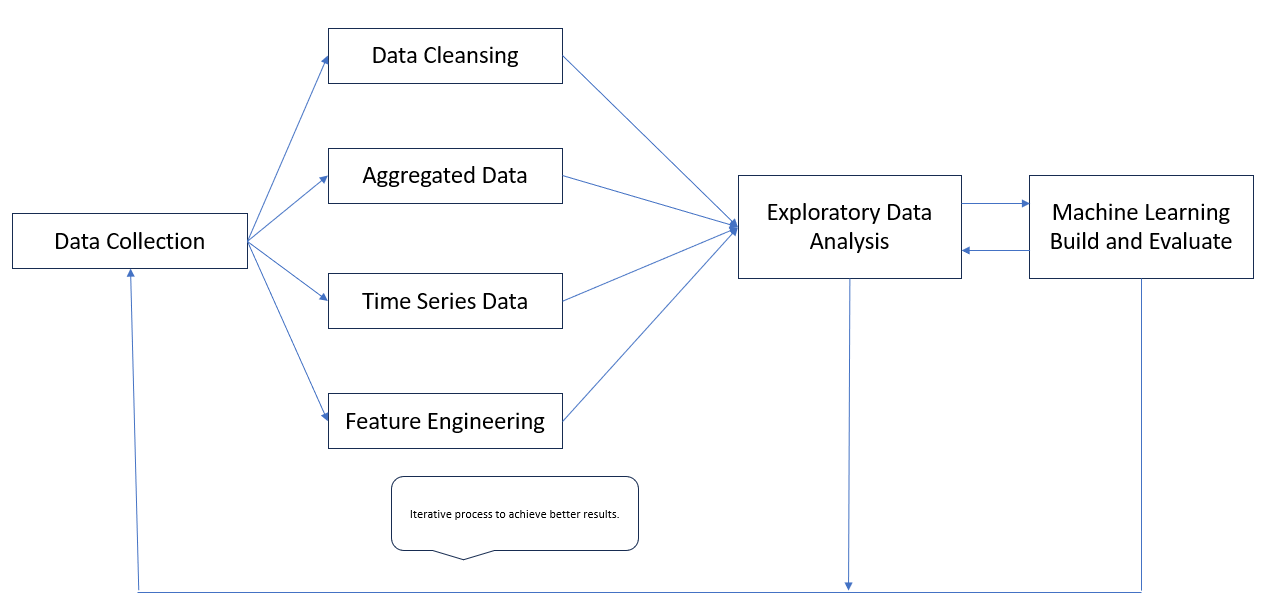 Data Cleansing
Aggregated Data
Data Collection
Time Series Data
Feature Engineering
Exploratory Data
Analysis
Machine Learning
Build and Evaluate
Iterative process to achieve better results.